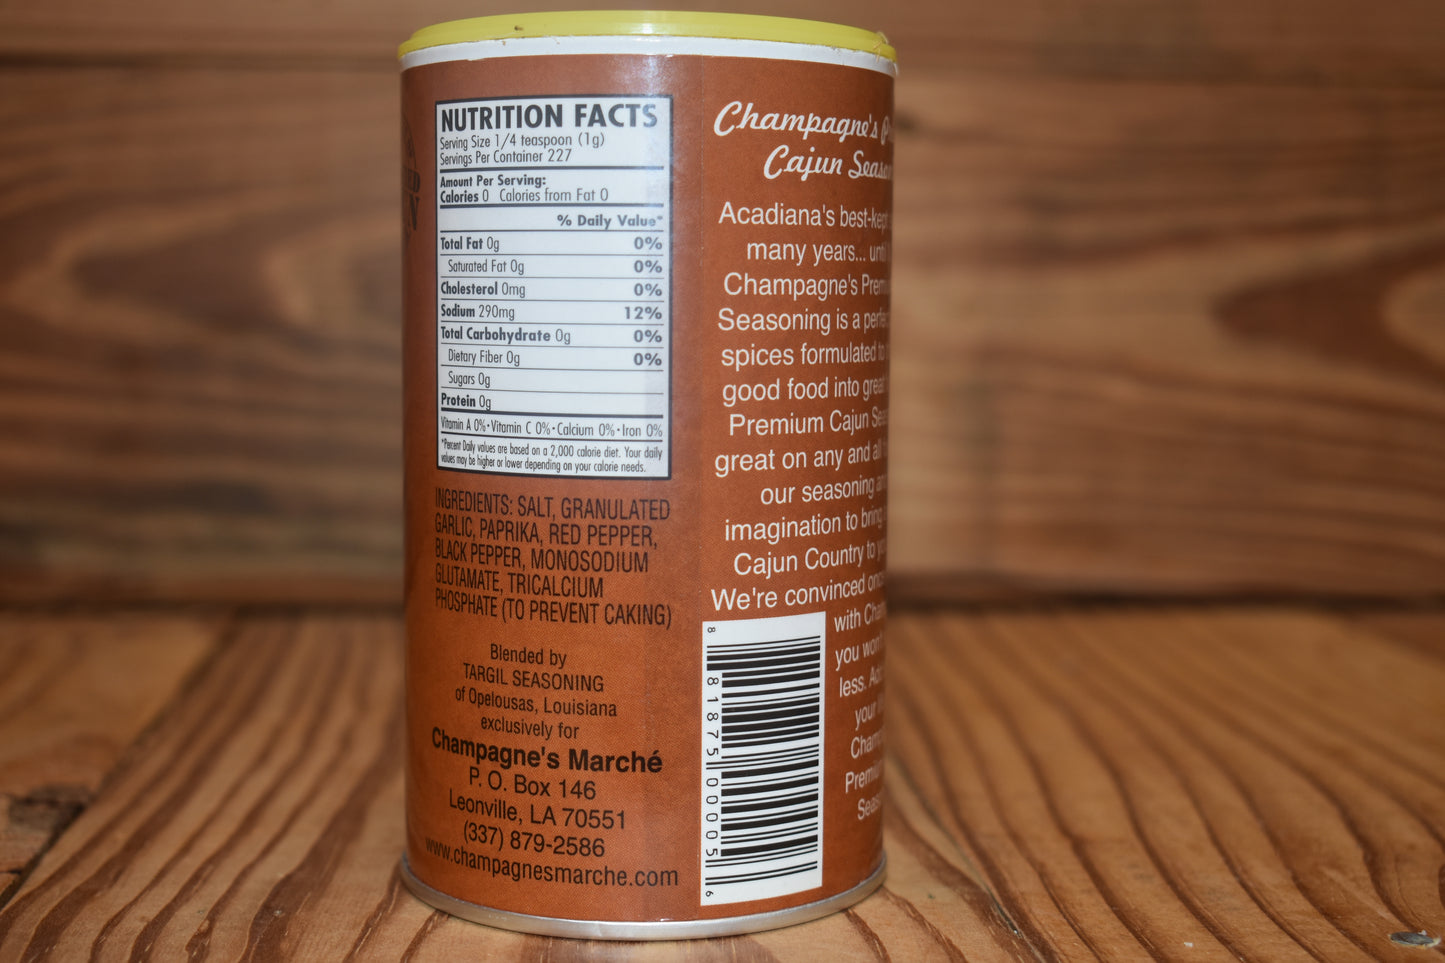 NUTRITION FACTS
Serving Size 1/4 teaspoon (1g)
Servings Per Container 227
Amount Per Serving:
Calories 0 Calories from Fat 0
% Daily Value*
Total Fat 0g 0%
Saturated Fat 0g 0%
Cholesterol 0mg 0%
Sodium 290mg 12%
Total Carbohydrate 0g 0%
Dietary Fiber 0g 0%
Sugars 0g
Protein 0g
Vitamin A 0% • Vitamin C 0% • Calcium 0% • Iron 0%
*Percent Daily values are based on a 2,000 calorie diet. Your daily
values may be higher or lower depending on your calorie needs.
INGREDIENTS: SALT, GRANULATED
GARLIC, PAPRIKA, RED PEPPER,
BLACK PEPPER, MONOSODIUM
GLUTAMATE, TRICALCIUM
PHOSPHATE (TO PREVENT CAKING)
Blended by
TARGIL SEASONING
of Opelousas, Louisiana
exclusively for
Champagne's Marché
P. O. Box 146
Leonville, LA 70551
(337) 879-2586
www.champagnesmarche.com
Champagne's
Cajun
Acadiana's
many years...
Champagne's
Seasoning is a
spices formulated to
good food into
Premium Cajun
great on any and
our seasoning
imagination to
Cajun Country to
We're convinced
with
you
less.
your
8 81875 00005 6